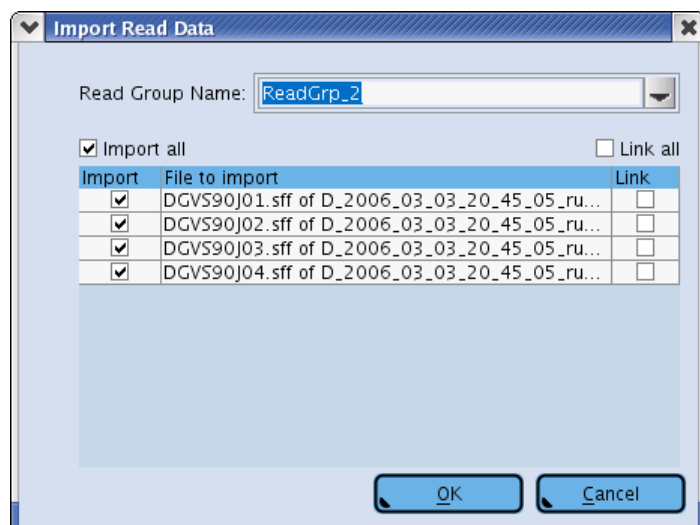 Import Read Data
Read Group Name: ReadGrp_2
Import all Link all
Import File to import Link
DGVS90J01.sff of D_2006_03_03_20_45_05_ru...
DGVS90J02.sff of D_2006_03_03_20_45_05_ru...
DGVS90J03.sff of D_2006_03_03_20_45_05_ru...
DGVS90J04.sff of D_2006_03_03_20_45_05_ru...
OK Cancel